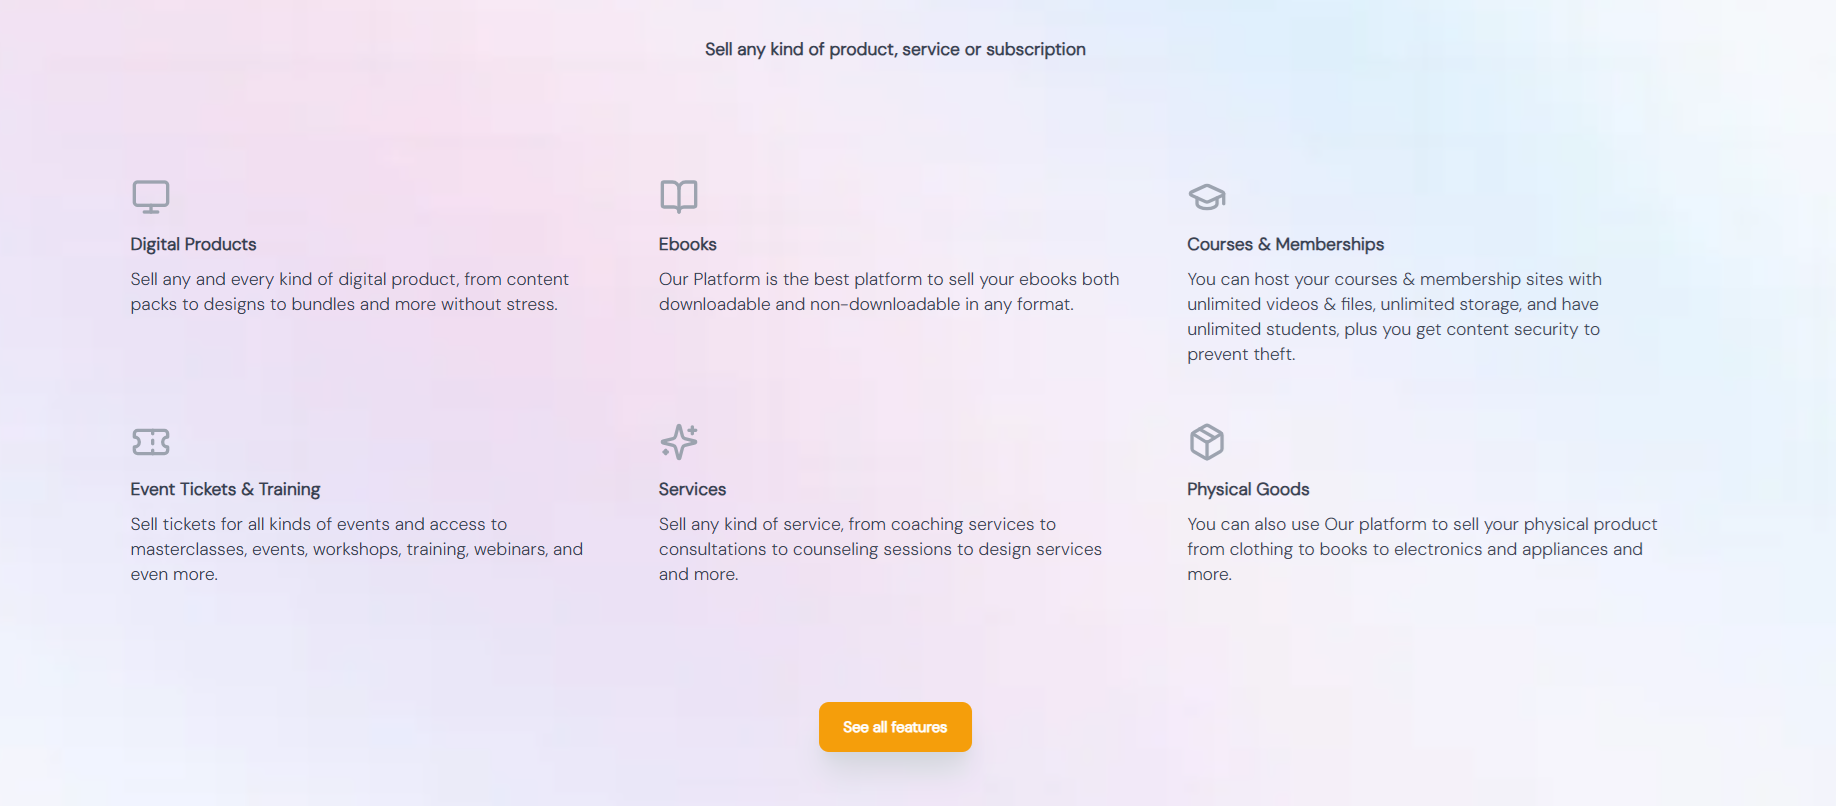 Sell any kind of product, service or subscription
Digital Products
Sell any and every kind of digital product, from content
packs to designs to bundles and more without stress.
Ebooks
Our Platform is the best platform to sell your ebooks both
downloadable and non-downloadable in any format.
Courses & Memberships
You can host your courses & membership sites with
unlimited videos & files, unlimited storage, and have
unlimited students, plus you get content security to
prevent theft.
Event Tickets & Training
Sell tickets for all kinds of events and access to
masterclasses, events, workshops, training, webinars, and
even more.
Services
Sell any kind of service, from coaching services to
consultations to counseling sessions to design services
and more.
Physical Goods
You can also use Our platform to sell your physical product
from clothing to books to electronics and appliances and
more.
See all features